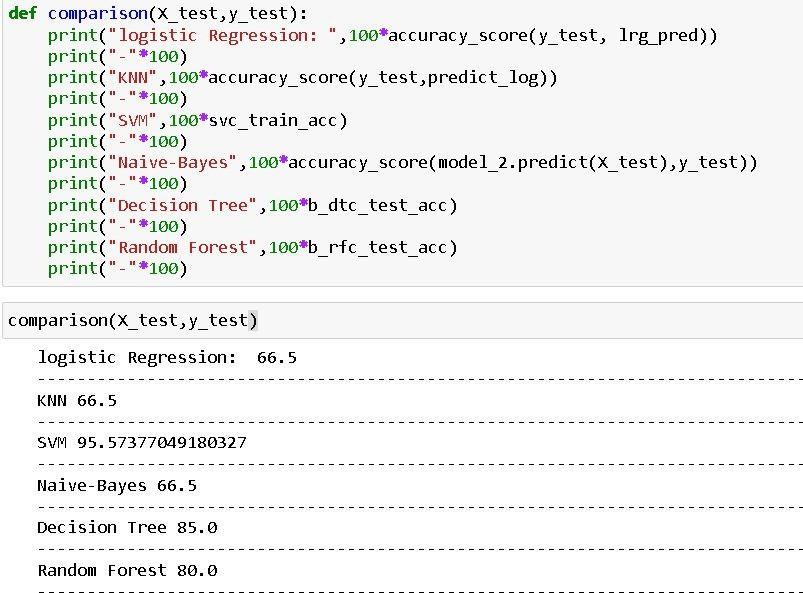 def comparison(X_test,y_test):
    print("logistic Regression: ",100*accuracy_score(y_test, lrg_pred))
    print("-"*100)
    print("KNN",100*accuracy_score(y_test,predict_log))
    print("-"*100)
    print("SVM",100*svc_train_acc)
    print("-"*100)
    print("Naive-Bayes",100*accuracy_score(model_2.predict(X_test),y_test))
    print("-"*100)
    print("Decision Tree",100*b_dtc_test_acc)
    print("-"*100)
    print("Random Forest",100*b_rfc_test_acc)
    print("-"*100)
comparison(X_test,y_test)
logistic Regression:  66.5
--------------------------------------------------------------------------------
KNN 66.5
--------------------------------------------------------------------------------
SVM 95.57377049180327
--------------------------------------------------------------------------------
Naive-Bayes 66.5
--------------------------------------------------------------------------------
Decision Tree 85.0
--------------------------------------------------------------------------------
Random Forest 80.0
--------------------------------------------------------------------------------